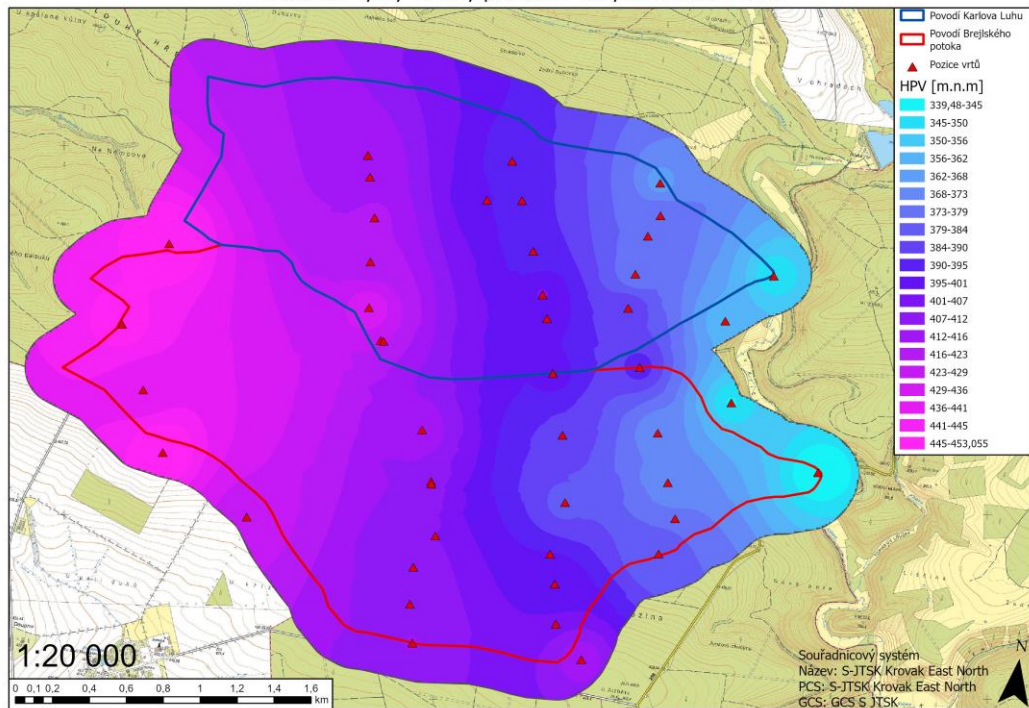 Povodí Karlova Luhu
Povodí Brejlského
potoka
Pozice vrtů
HPV [m.n.m]
339,48-345
345-350
350-356
356-362
362-368
368-373
373-379
379-384
384-390
390-395
395-401
401-407
407-412
412-416
416-423
423-429
429-436
436-441
441-445
445-453,055
1:20 000
0 0,1 0,2 0,4 0,6 0,8 1 1,2 1,4 1,6
km
Souřadnicový systém
Název: S-JTSK Krovak East North
PCS: S-JTSK Krovak East North
GCS: GCS S JTSK
N